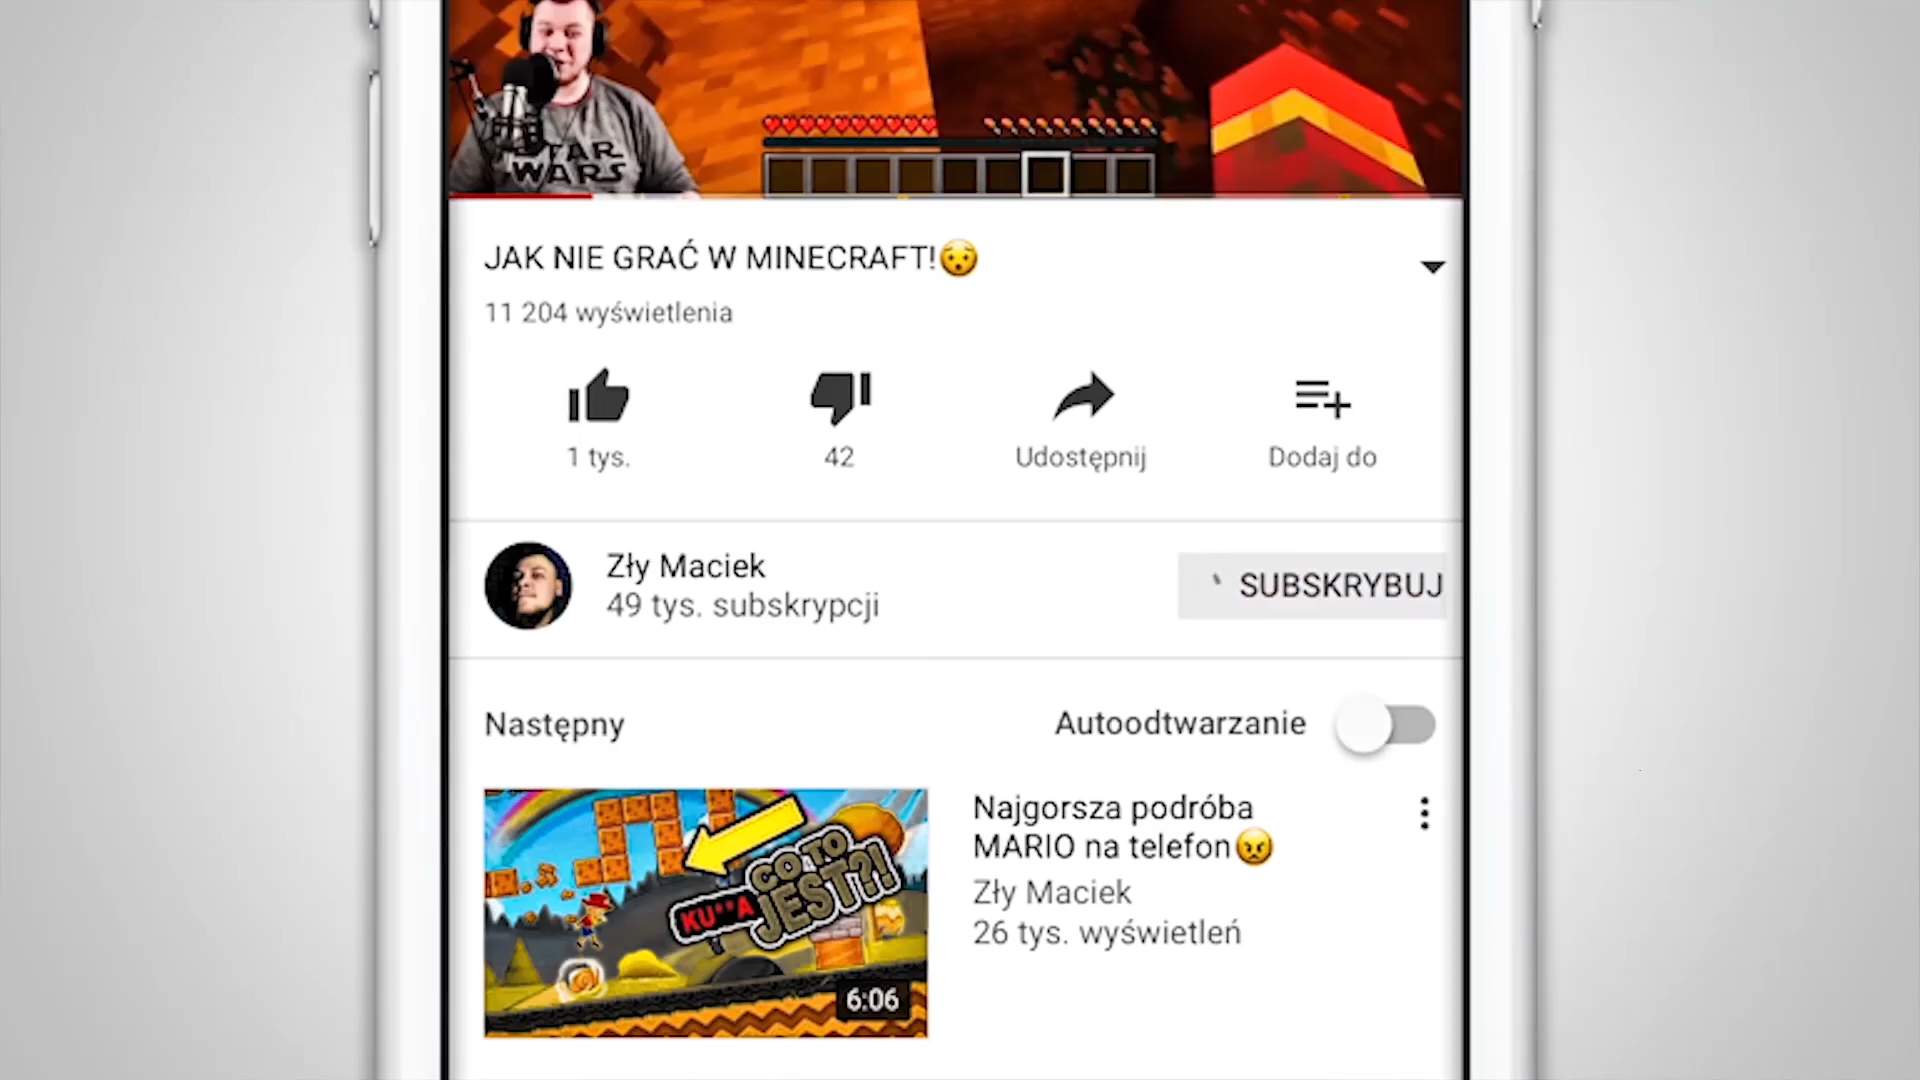 STAR
WARS
JAK NIE GRAĆ W MINECRAFT!😯
11 204 wyświetlenia
1 tys.
42
Udostępnij
Dodaj do
Zły Maciek
49 tys. subskrypcji
SUBSKRYBUJ
Następny
Autoodtwarzanie
CO TO
KU**A JEST?!
6:06
Najgorsza podróba
MARIO na telefon😠
Zły Maciek
26 tys. wyświetleń